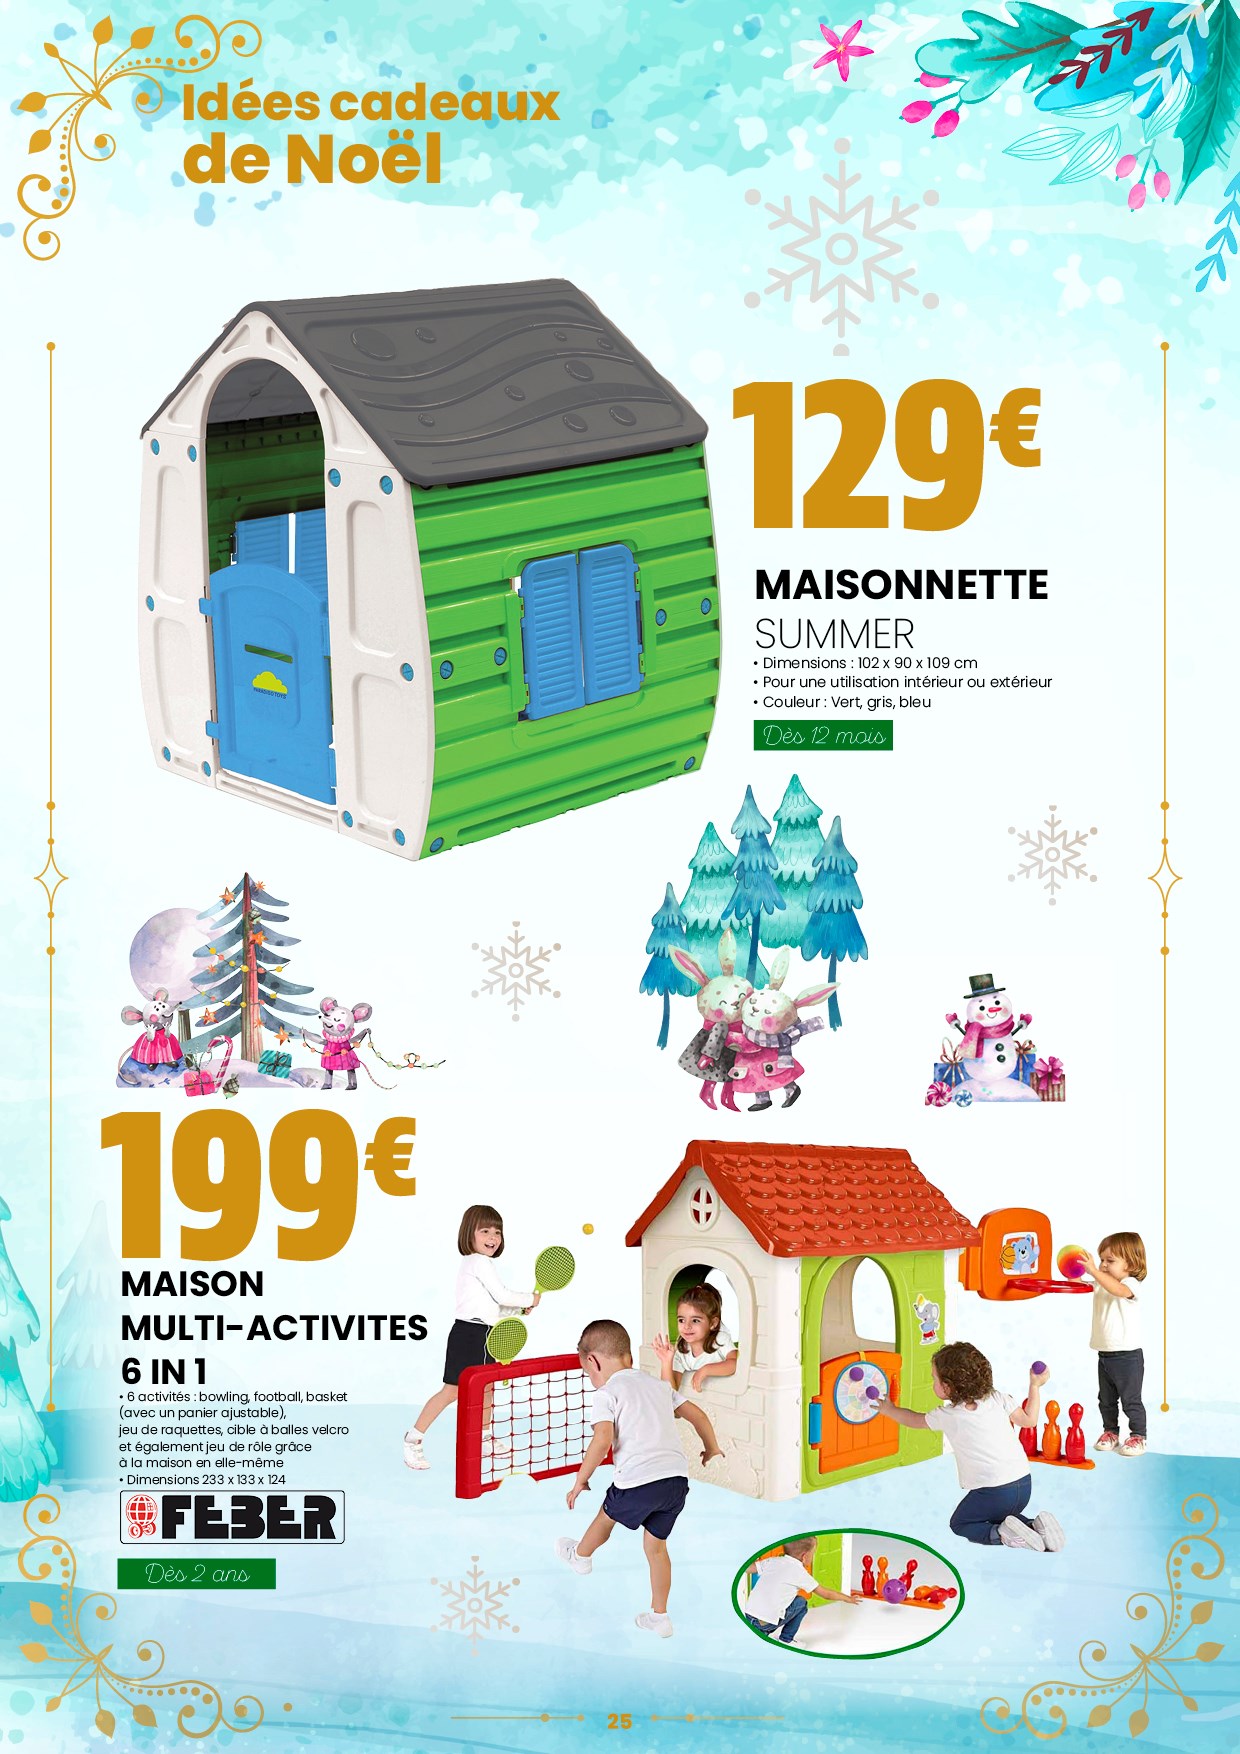 Idées cadeaux
de Noël
129€
MAISONNETTE
SUMMER
• Dimensions : 102 x 90 x 109 cm
• Pour une utilisation intérieur ou extérieur
• Couleur : Vert, gris, bleu
Dès 12 mois
199€
MAISON
MULTI-ACTIVITES
6 IN 1
• 6 activités : bowling, football, basket
(avec un panier ajustable),
jeu de raquettes, cible à balles velcro
et également jeu de rôle grâce
à la maison en elle-même
• Dimensions 233 x 133 x 124
FEBER
Dès 2 ans
25